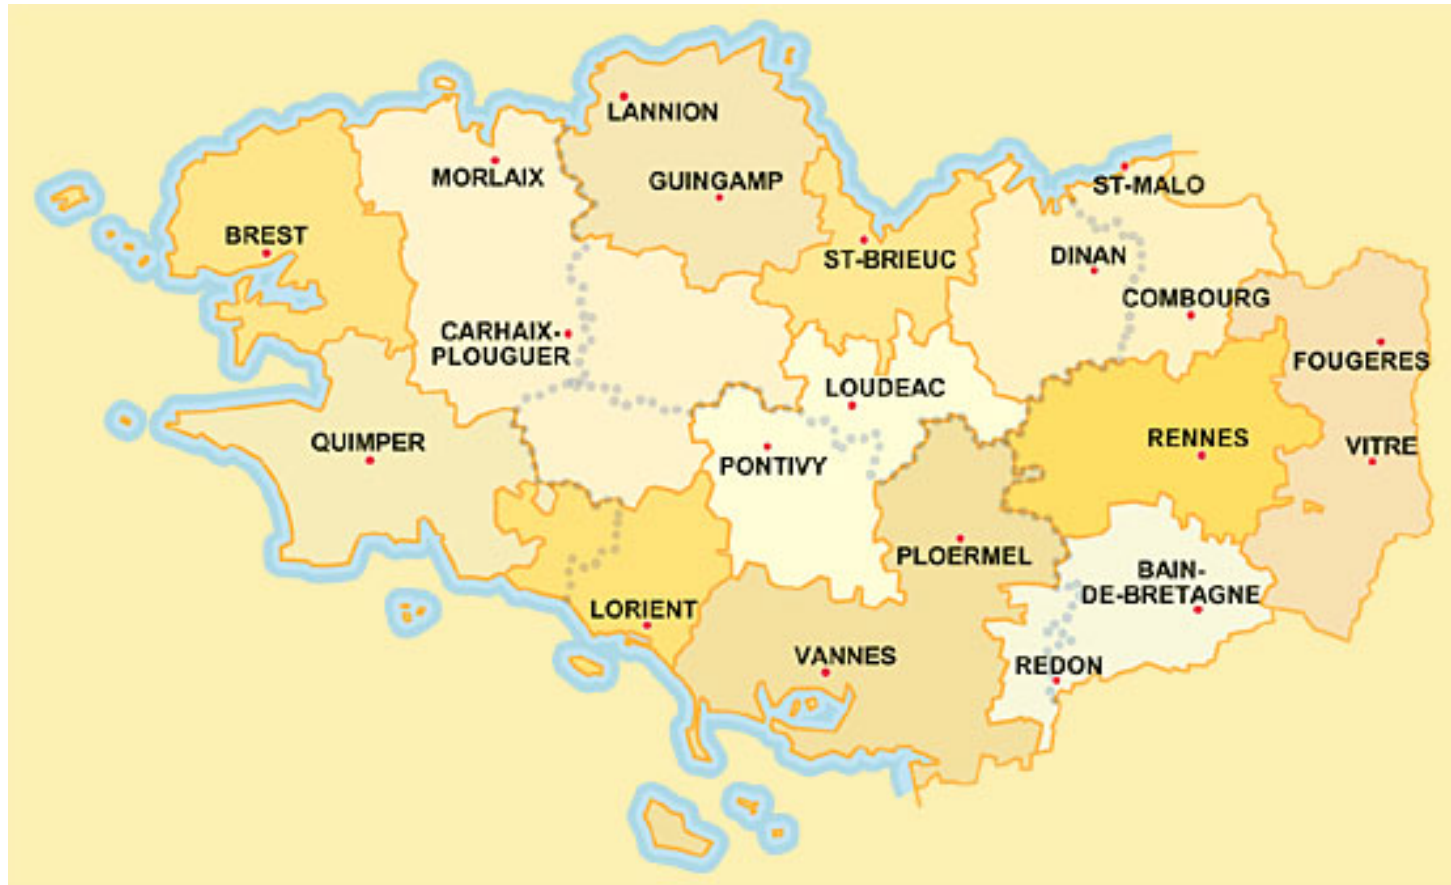 LANNION
MORLAIX
GUINGAMP
ST-MALO
BREST
ST-BRIEUC
DINAN
COMBOURG
CARHAIX-
PLOUGUER
FOUGERES
LOUDEAC
QUIMPER
RENNES
VITRE
PONTIVY
PLOERMEL
BAIN-
DE-BRETAGNE
LORIENT
VANNES
REDON